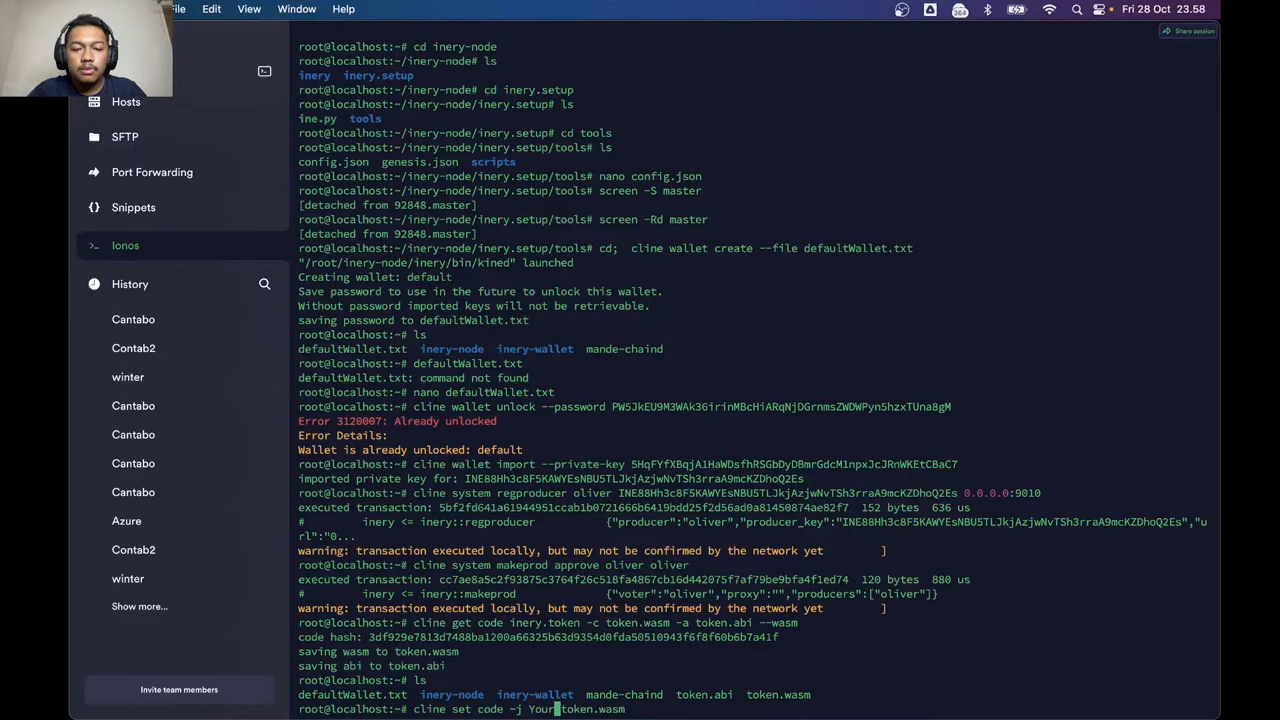 File Edit View Window Help
364 Fri 28 Oct 23.58
Share session
Hosts
SFTP
Port Forwarding
Snippets
Ionos
History
Cantabo
Contab2
winter
Cantabo
Cantabo
Cantabo
Cantabo
Azure
Contab2
winter
Show more...
Invite team members
root@localhost:~# cd inery-node
root@localhost:~/inery-node# ls
inery inery.setup
root@localhost:~/inery-node# cd inery.setup
root@localhost:~/inery-node/inery.setup# ls
ine.py tools
root@localhost:~/inery-node/inery.setup# cd tools
root@localhost:~/inery-node/inery.setup/tools# ls
config.json genesis.json scripts
root@localhost:~/inery-node/inery.setup/tools# nano config.json
root@localhost:~/inery-node/inery.setup/tools# screen -S master
[detached from 92848.master]
root@localhost:~/inery-node/inery.setup/tools# screen -Rd master
[detached from 92848.master]
root@localhost:~/inery-node/inery.setup/tools# cd; cline wallet create --file defaultWallet.txt
"/root/inery-node/inery/bin/kined" launched
Creating wallet: default
Save password to use in the future to unlock this wallet.
Without password imported keys will not be retrievable.
saving password to defaultWallet.txt
root@localhost:~# ls
defaultWallet.txt inery-node inery-wallet mande-chaind
root@localhost:~# defaultWallet.txt
defaultWallet.txt: command not found
root@localhost:~# nano defaultWallet.txt
root@localhost:~# cline wallet unlock --password PW5JkEU9M3WAk36irinMBcHiARqNjDGrnmsZWDWPyn5hzxTUna8gM
Error 3120007: Already unlocked
Error Details:
Wallet is already unlocked: default
root@localhost:~# cline wallet import --private-key 5HqFYfXBqjA1HaWDsfhRSGbDyDBmrGdcM1npxJcJRnWKEtCBaC7
imported private key for: INE88Hh3c8F5KAWYEsNBU5TLJkjAzjwNvTSh3rraA9mcKZDhoQ2Es
root@localhost:~# cline system regproducer oliver INE88Hh3c8F5KAWYEsNBU5TLJkjAzjwNvTSh3rraA9mcKZDhoQ2Es 0.0.0.0:9010
executed transaction: 5bf2fd641a61944951ccab1b0721666b6419bdd25f2d56ad0a81450874ae82f7 152 bytes 636 us
# inery <= inery::regproducer {"producer":"oliver","producer_key":"INE88Hh3c8F5KAWYEsNBU5TLJkjAzjwNvTSh3rraA9mcKZDhoQ2Es","u
rl":"0...
warning: transaction executed locally, but may not be confirmed by the network yet ]
root@localhost:~# cline system makeprod approve oliver oliver
executed transaction: cc7ae8a5c2f93875c3764f26c518fa4867cb16d442075f7af79be9bfa4f1ed74 120 bytes 880 us
# inery <= inery::makeprod {"voter":"oliver","proxy":"","producers":["oliver"]}
warning: transaction executed locally, but may not be confirmed by the network yet ]
root@localhost:~# cline get code inery.token -c token.wasm -a token.abi --wasm
code hash: 3df929e7813d7488ba1200a66325b63d9354d0fda50510943f6f8f60b6b7a41f
saving wasm to token.wasm
saving abi to token.abi
root@localhost:~# ls
defaultWallet.txt inery-node inery-wallet mande-chaind token.abi token.wasm
root@localhost:~# cline set code -j Your token.wasm